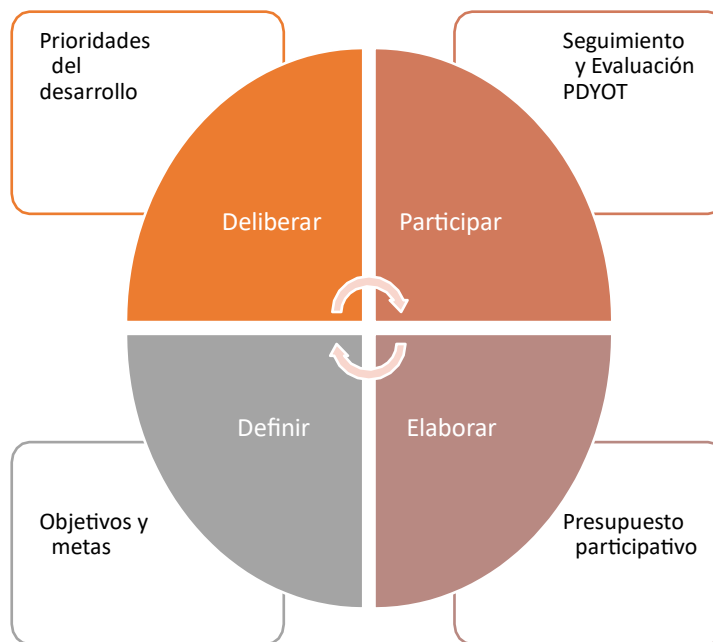 Prioridades
del
desarrollo
Seguimiento
y Evaluación
PDYOT
Deliberar
Participar
Definir
Elaborar
Objetivos y
metas
Presupuesto
participativo